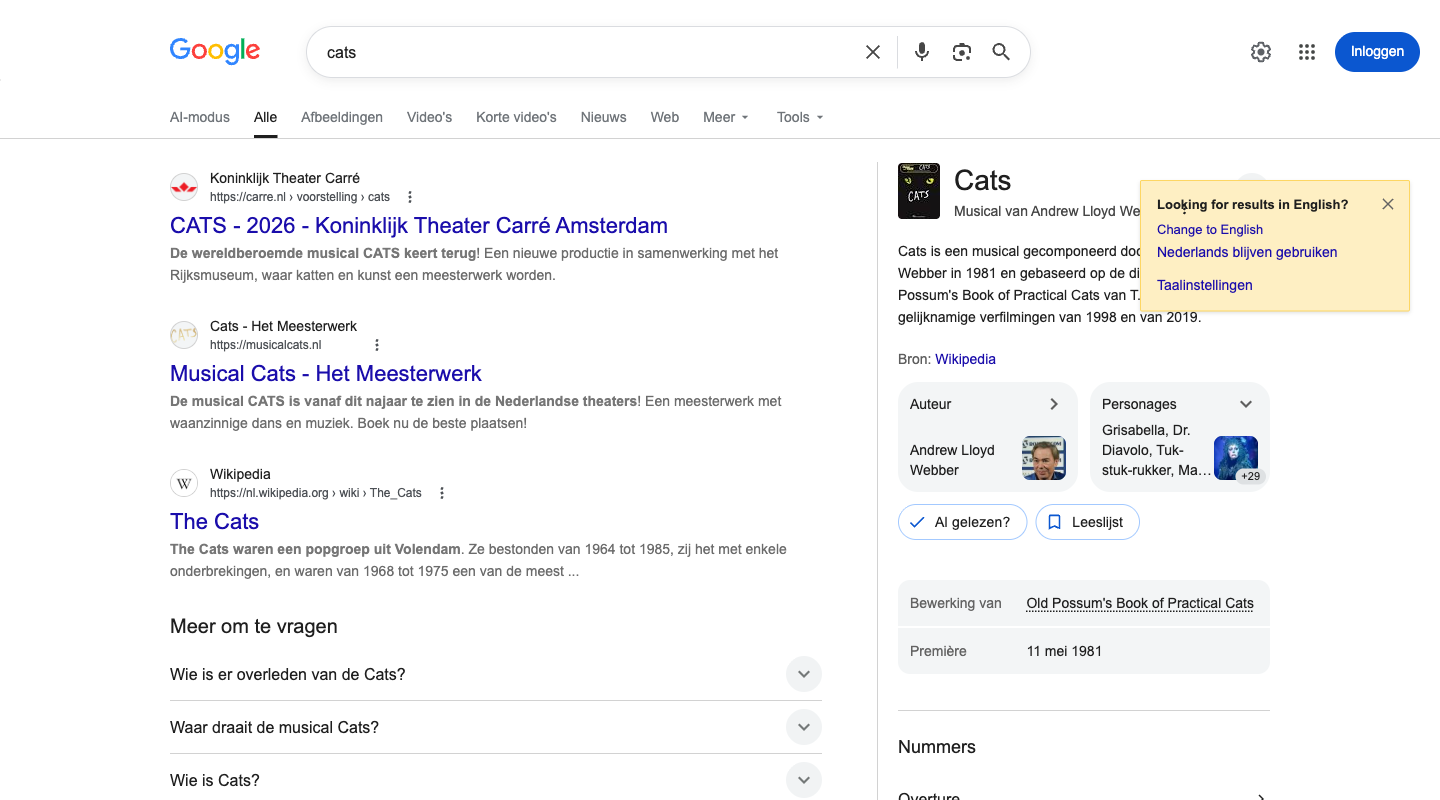 Google
cats
Inloggen
AI-modus
Alle
Afbeeldingen
Video's
Korte video's
Nieuws
Web
Meer
Tools
Koninklijk Theater Carré
https://carre.nl › voorstelling › cats
CATS - 2026 - Koninklijk Theater Carré Amsterdam
De wereldberoemde musical CATS keert terug! Een nieuwe productie in samenwerking met het
Rijksmuseum, waar katten en kunst een meesterwerk worden.
CATS
Cats - Het Meesterwerk
https://musicalcats.nl
Musical Cats - Het Meesterwerk
De musical CATS is vanaf dit najaar te zien in de Nederlandse theaters! Een meesterwerk met
waanzinnige dans en muziek. Boek nu de beste plaatsen!
W
Wikipedia
https://nl.wikipedia.org › wiki › The_Cats
The Cats
The Cats waren een popgroep uit Volendam. Ze bestonden van 1964 tot 1985, zij het met enkele
onderbrekingen, en waren van 1968 tot 1975 een van de meest ...
Meer om te vragen
Wie is er overleden van de Cats?
Waar draait de musical Cats?
Wie is Cats?
CATS
Cats
Musical van Andrew Lloyd We
Looking for results in English?
Change to English
Nederlands blijven gebruiken
Taalinstellingen
Cats is een musical gecomponeerd doo
Webber in 1981 en gebaseerd op de di
Possum's Book of Practical Cats van T.
gelijknamige verfilmingen van 1998 en van 2019.
Bron: Wikipedia
Auteur
Andrew Lloyd
Webber
Personages
Grisabella, Dr.
Diavolo, Tuk-
stuk-rukker, Ma...
+29
Al gelezen?
Leeslijst
Bewerking van
Old Possum's Book of Practical Cats
Première
11 mei 1981
Nummers
Overture